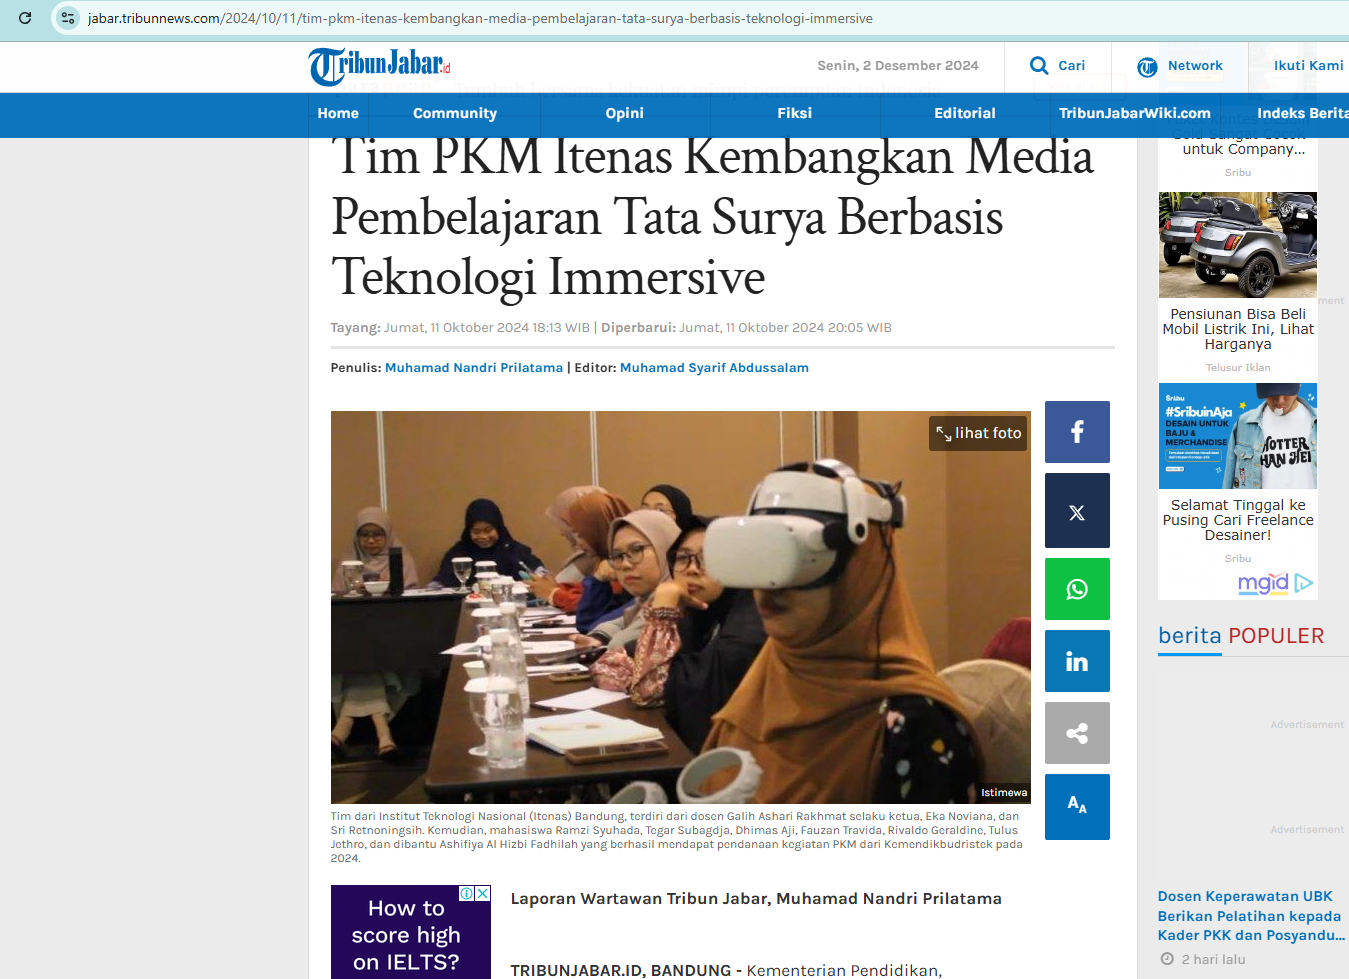 jabar.tribunnews.com/2024/10/11/tim-pkm-itenas-kembangkan-media-pembelajaran-tata-surya-berbasis-teknologi-immersive
TribunJabar.id
Senin, 2 Desember 2024
Cari
Network
Ikuti Kami
Home
Community
Opini
Fiksi
Editorial
TribunJabarWiki.com
Indeks Berita
Tim PKM Itenas Kembangkan Media
Pembelajaran Tata Surya Berbasis
Teknologi Immersive
Tayang: Jumat, 11 Oktober 2024 18:13 WIB | Diperbarui: Jumat, 11 Oktober 2024 20:05 WIB
Penulis: Muhamad Nandri Prilatama | Editor: Muhamad Syarif Abdussalam
lihat foto
Istimewa
Tim dari Institut Teknologi Nasional (Itenas) Bandung, terdiri dari dosen Galih Ashari Rakhmat selaku ketua, Eka Noviana, dan
Sri Retnoningsih. Kemudian, mahasiswa Ramzi Syuhada, Tegar Subagdja, Dhimas Aji, Fauzan Travida, Rivaldo Geraldine, Tulus
Jethro, dan dibantu Ashifiya Al Hizbi Fadhilah yang berhasil mendapat pendanaan kegiatan PKM dari Kemendikbudristek pada
2024.
How to
score high
on IELTS?
Laporan Wartawan Tribun Jabar, Muhamad Nandri Prilatama
TRIBUNJABAR.ID, BANDUNG - Kementerian Pendidikan,
Gold Sangat Cocok
untuk Company...
Sribu
ment
Pensiunan Bisa Beli
Mobil Listrik Ini, Lihat
Harganya
Telusur Iklan
Sribu
#SribuinAja
DESAIN UNTUK
BAJU &
MERCHANDISE
HOTTER
HAN HEL
Selamat Tinggal ke
Pusing Cari Freelance
Desainer!
Sribu
mgid
berita POPULER
Advertisement
Advertisement
Dosen Keperawatan UBK
Berikan Pelatihan kepada
Kader PKK dan Posyandu...
2 hari lalu